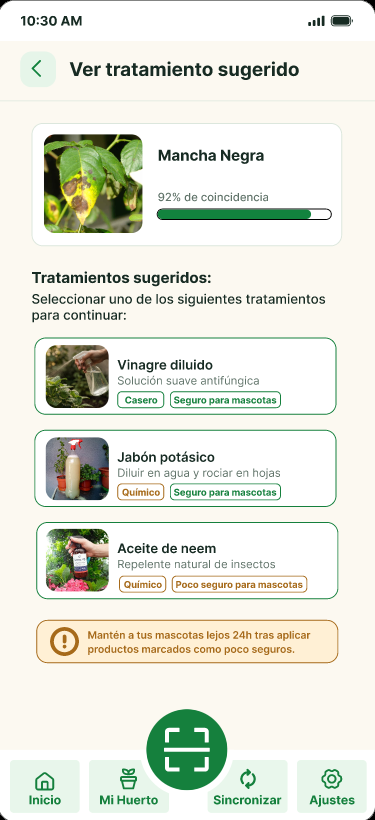 10:30 AM
Ver tratamiento sugerido
Mancha Negra
92% de coincidencia
Tratamientos sugeridos:
Seleccionar uno de los siguientes tratamientos
para continuar:
Vinagre diluido
Solución suave antifúngica
Casero
Seguro para mascotas
Jabón potásico
Diluir en agua y rociar en hojas
Químico
Seguro para mascotas
Aceite de neem
Repelente natural de insectos
Químico
Poco seguro para mascotas
Mantén a tus mascotas lejos 24h tras aplicar
productos marcados como poco seguros.
Inicio
Mi Huerto
Sincronizar
Ajustes